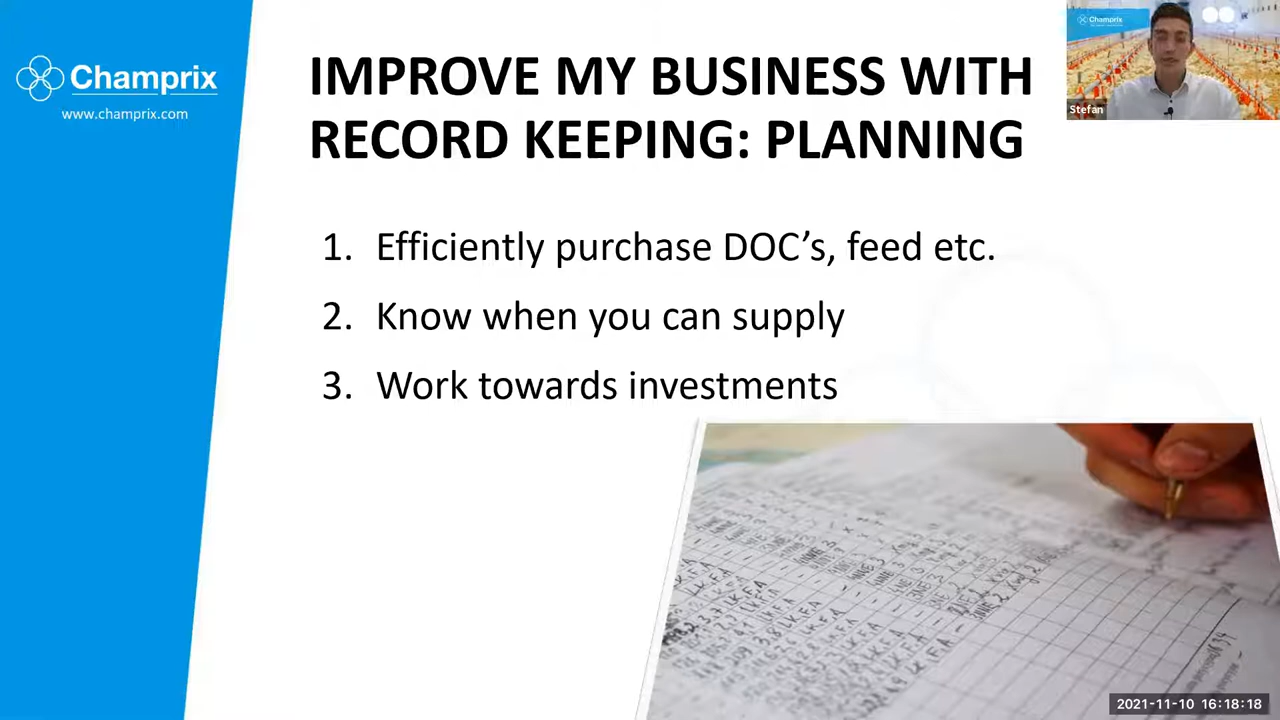 Champrix
www.champrix.com
IMPROVE MY BUSINESS WITH
RECORD KEEPING: PLANNING
1. Efficiently purchase DOC’s, feed etc.
2. Know when you can supply
3. Work towards investments
Champrix
Stefan
2021-11-10 16:18:18